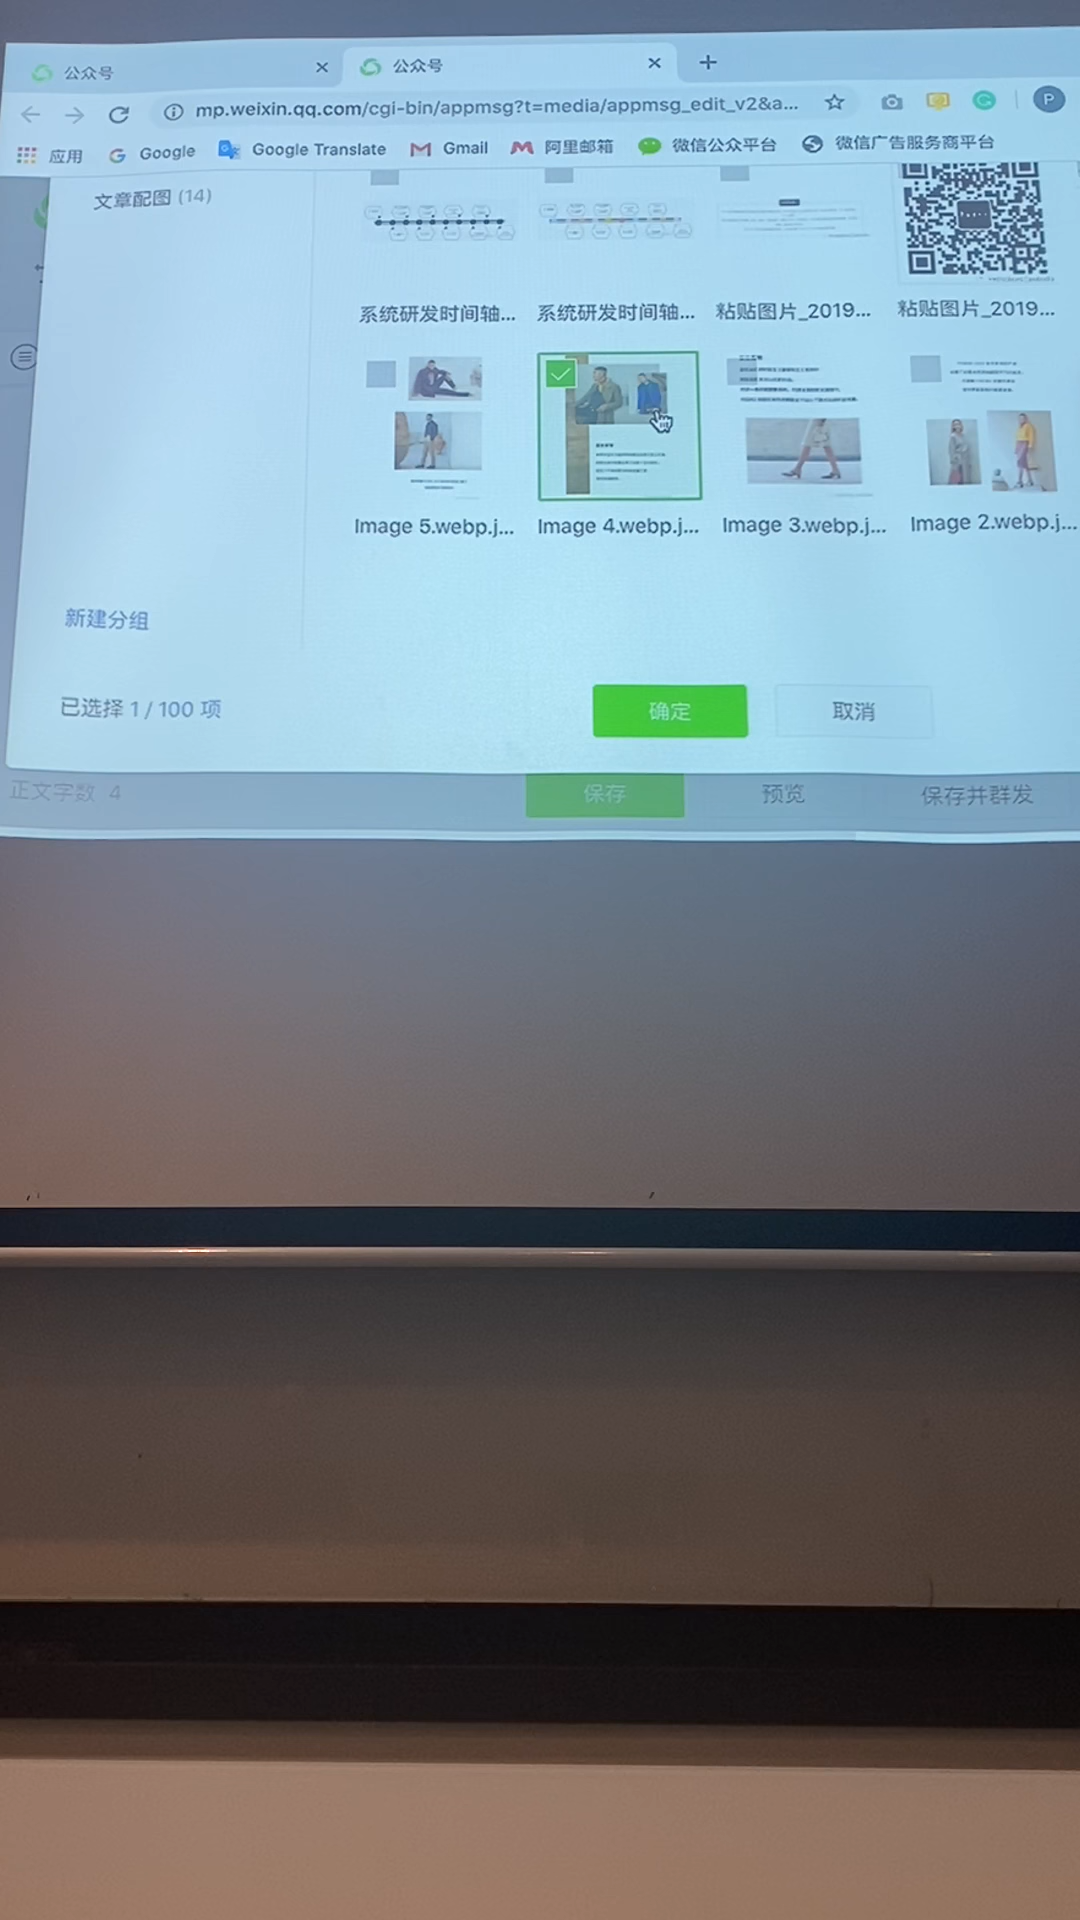 公众号
公众号
mp.weixin.qq.com/cgi-bin/appmsg?t=media/appmsg_edit_v2&a...
P
应用
Google
Google Translate
Gmail
阿里邮箱
微信公众平台
微信广告服务商平台
文章配图 (14)
系统研发时间轴...
系统研发时间轴...
粘贴图片_2019...
粘贴图片_2019...
Image 5.webp.j...
Image 4.webp.j...
Image 3.webp.j...
Image 2.webp.j...
新建分组
已选择 1 / 100 项
确定
取消
正文字数 4
保存
预览
保存并群发